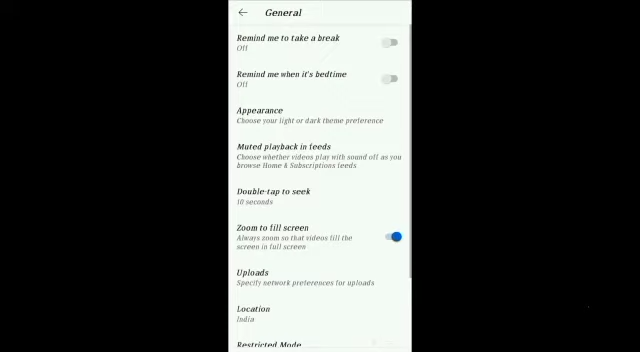 General
Remind me to take a break
Off
Remind me when it's bedtime
Off
Appearance
Choose your light or dark theme preference
Muted playback in feeds
Choose whether videos play with sound off as you
browse Home & Subscriptions feeds
Double-tap to seek
10 seconds
Zoom to fill screen
Always zoom so that videos fill the
screen in full screen
Uploads
Specify network preferences for uploads
Location
India
Restricted Mode